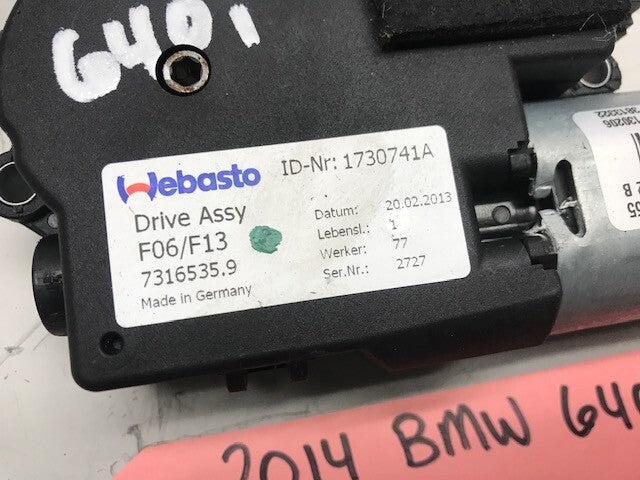 640i
Webasto
ID-Nr: 1730741A
Drive Assy
F06/F13
7316535.9
Made in Germany
Datum: 20.02.2013
Lebensl.: 1
Werker: 77
Ser.Nr.: 2727
130206
2014 BMW 640